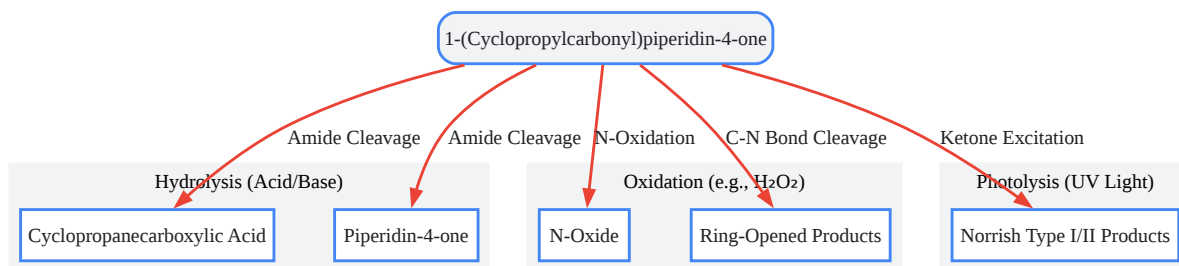 1-(Cyclopropylcarbonyl)piperidin-4-one
Amide Cleavage
Amide Cleavage
N-Oxidation
C-N Bond Cleavage
Ketone Excitation
Hydrolysis (Acid/Base)
Oxidation (e.g., H₂O₂)
Photolysis (UV Light)
Cyclopropanecarboxylic Acid
Piperidin-4-one
N-Oxide
Ring-Opened Products
Norrish Type I/II Products